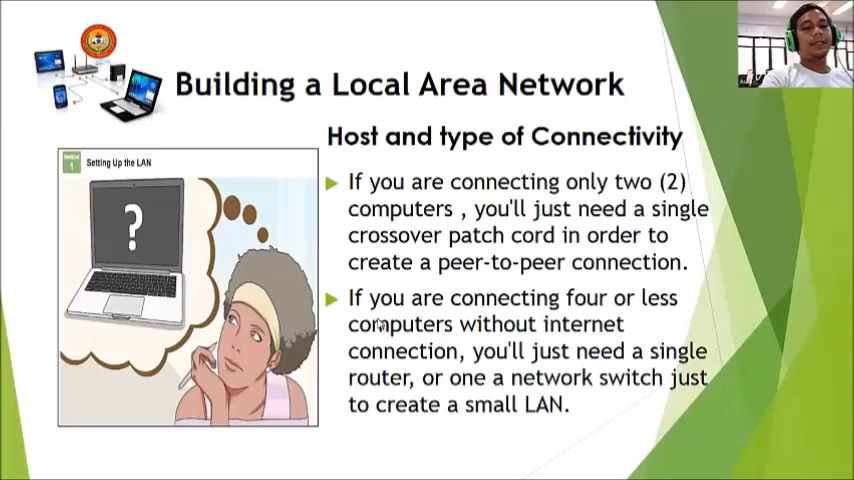 Building a Local Area Network
Host and type of Connectivity
Method
1
Setting Up the LAN
?
If you are connecting only two (2)
computers , you'll just need a single
crossover patch cord in order to
create a peer-to-peer connection.
If you are connecting four or less
computers without internet
connection, you'll just need a single
router, or one a network switch just
to create a small LAN.